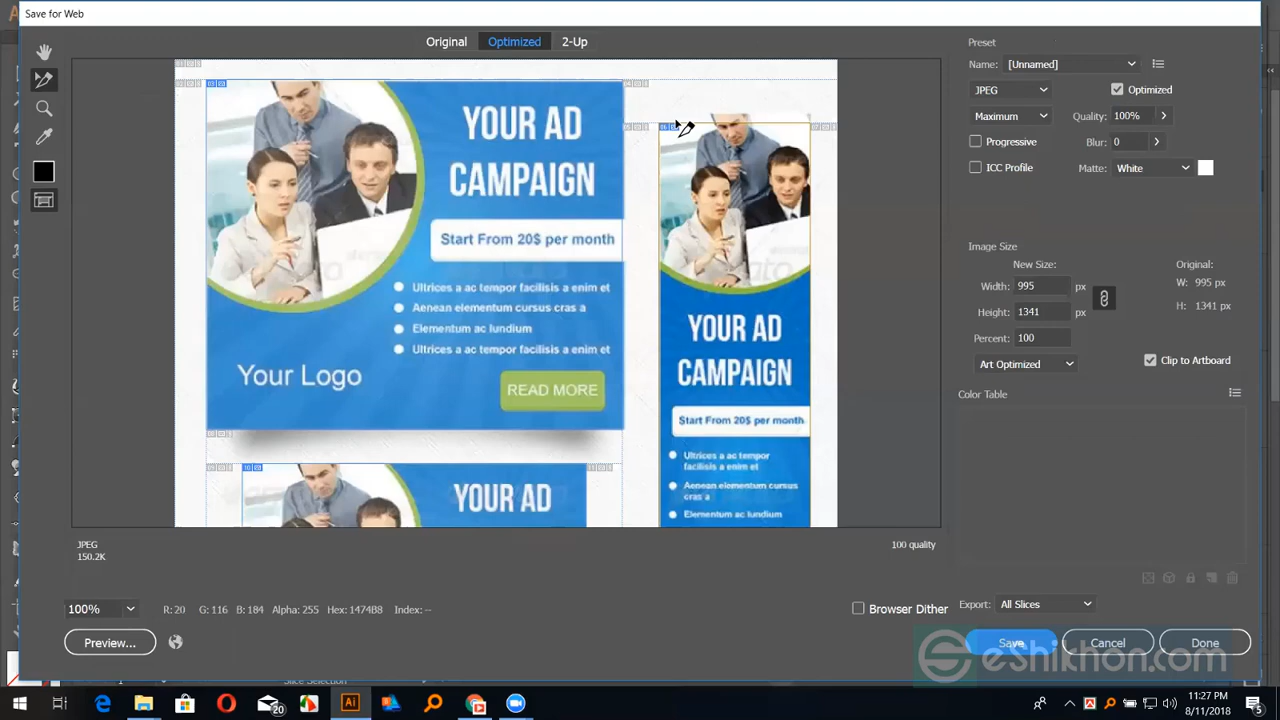 Save for Web
Original Optimized 2-Up
YOUR AD
CAMPAIGN
Start From 20$ per month
Ultrices a ac tempor facilisis a enim et
Aenean elementum cursus cras a
Elementum ac lundium
Ultrices a ac tempor facilisis a enim et
Your Logo
READ MORE
YOUR AD
YOUR AD
CAMPAIGN
Start From 20$ per month
Ultrices a ac tempor
facilisis a enim et
Aenean elementum cursus
cras a
Elementum ac lundium
JPEG
150.2K
100 quality
100%
R: 20 G: 116 B: 184 Alpha: 255 Hex: 1474B8 Index: --
Browser Dither
Preview...
Preset
Name: [Unnamed]
JPEG
Optimized
Maximum
Quality: 100%
Progressive
Blur: 0
ICC Profile
Matte: White
Image Size
New Size:
Original:
Width: 995 px
W: 995 px
Height: 1341 px
H: 1341 px
Percent: 100
Art Optimized
Clip to Artboard
Color Table
Export: All Slices
Save
Cancel
Done
eshikhon.com
Slice Selection
20
Ai
11:27 PM
8/11/2018
5